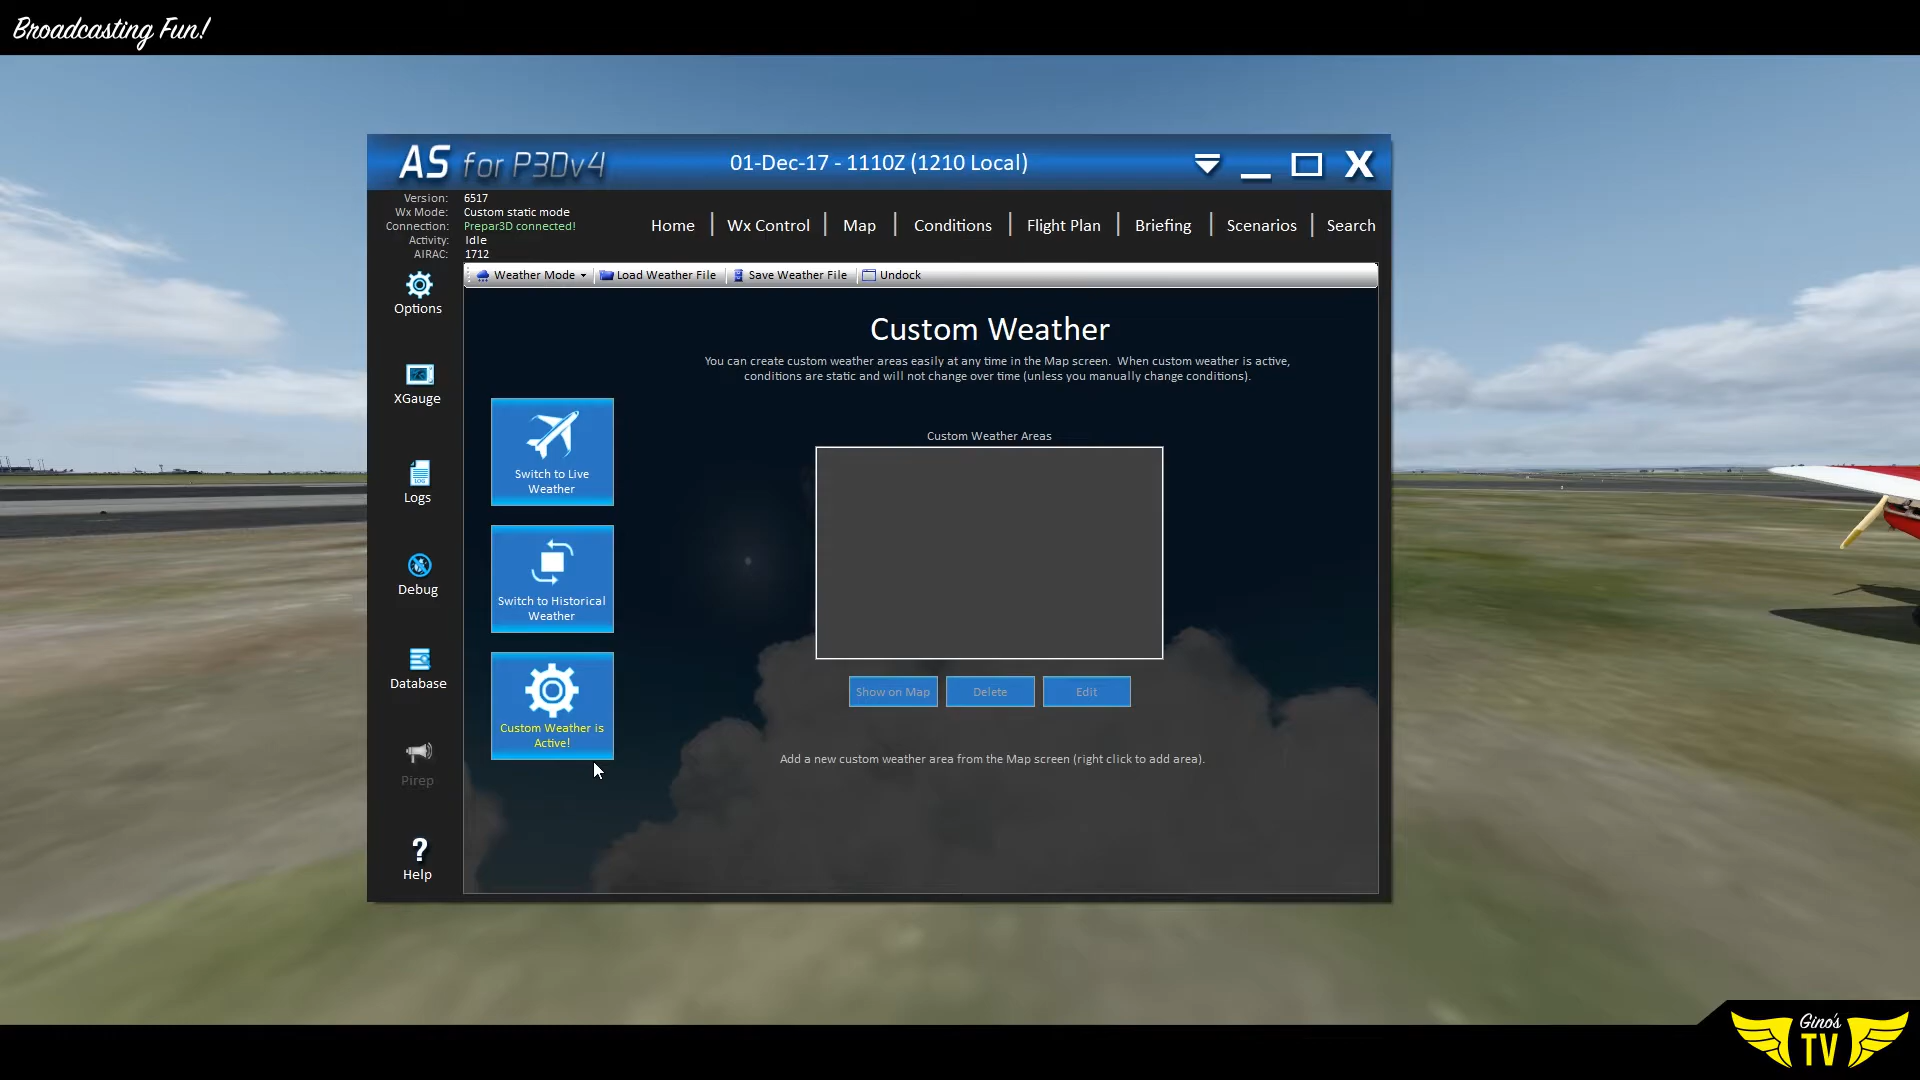 Broadcasting Fun!
AS for P3Dv4
01-Dec-17 - 1110Z (1210 Local)
X
Version: 6517
Wx Mode: Custom static mode
Connection: Prepar3D connected!
Activity: Idle
AIRAC: 1712
Home | Wx Control | Map | Conditions | Flight Plan | Briefing | Scenarios | Search
Weather Mode Load Weather File Save Weather File Undock
Options
XGauge
LOG
Logs
Debug
Database
Pirep
?
Help
Custom Weather
You can create custom weather areas easily at any time in the Map screen. When custom weather is active,
conditions are static and will not change over time (unless you manually change conditions).
Switch to Live
Weather
Switch to Historical
Weather
Custom Weather is
Active!
Custom Weather Areas
Show on Map Delete Edit
Add a new custom weather area from the Map screen (right click to add area).
Gino's
TV